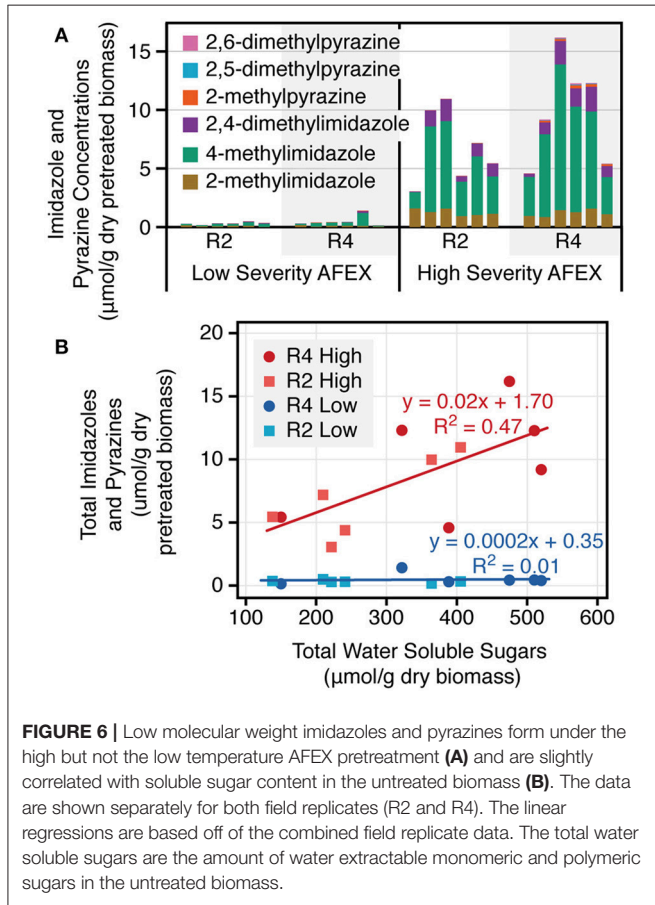 A
15
10
5
0
Imidazole and
Pyrazine Concentrations
(μmol/g dry pretreated biomass)
2,6-dimethylpyrazine
2,5-dimethylpyrazine
2-methylpyrazine
2,4-dimethylimidazole
4-methylimidazole
2-methylimidazole
R2 R4 R2 R4
Low Severity AFEX High Severity AFEX
B
20
15
10
5
0
Total Imidazoles
and Pyrazines
(umol/g dry
pretreated biomass)
R4 High
R2 High
R4 Low
R2 Low
y = 0.02x + 1.70
R² = 0.47
y = 0.0002x + 0.35
R² = 0.01
100 200 300 400 500 600
Total Water Soluble Sugars
(μmol/g dry biomass)
FIGURE 6 | Low molecular weight imidazoles and pyrazines form under the
high but not the low temperature AFEX pretreatment (A) and are slightly
correlated with soluble sugar content in the untreated biomass (B). The data
are shown separately for both field replicates (R2 and R4). The linear
regressions are based off of the combined field replicate data. The total water
soluble sugars are the amount of water extractable monomeric and polymeric
sugars in the untreated biomass.